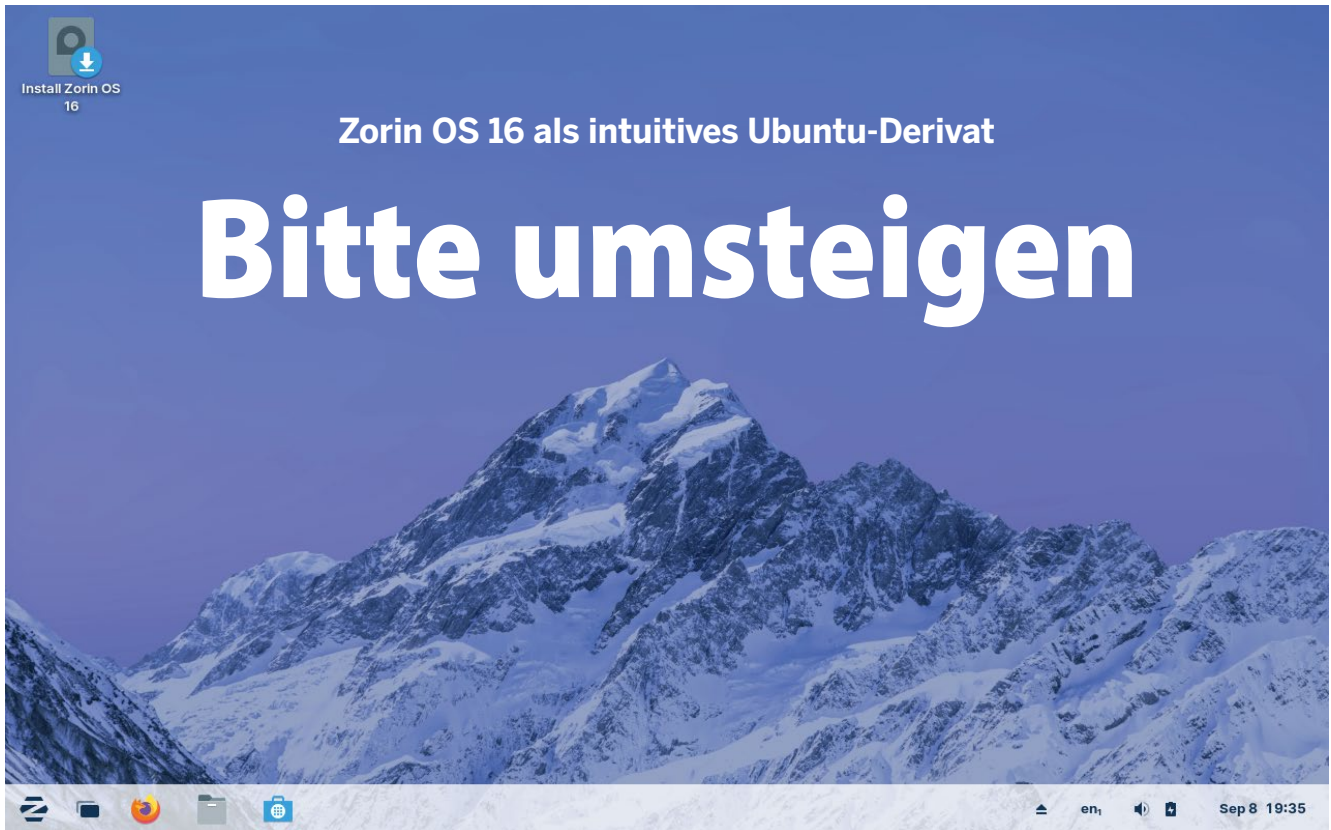 Install Zorin OS
16
Zorin OS 16 als intuitives Ubuntu-Derivat
Bitte umsteigen
en₁
Sep 8 19:35